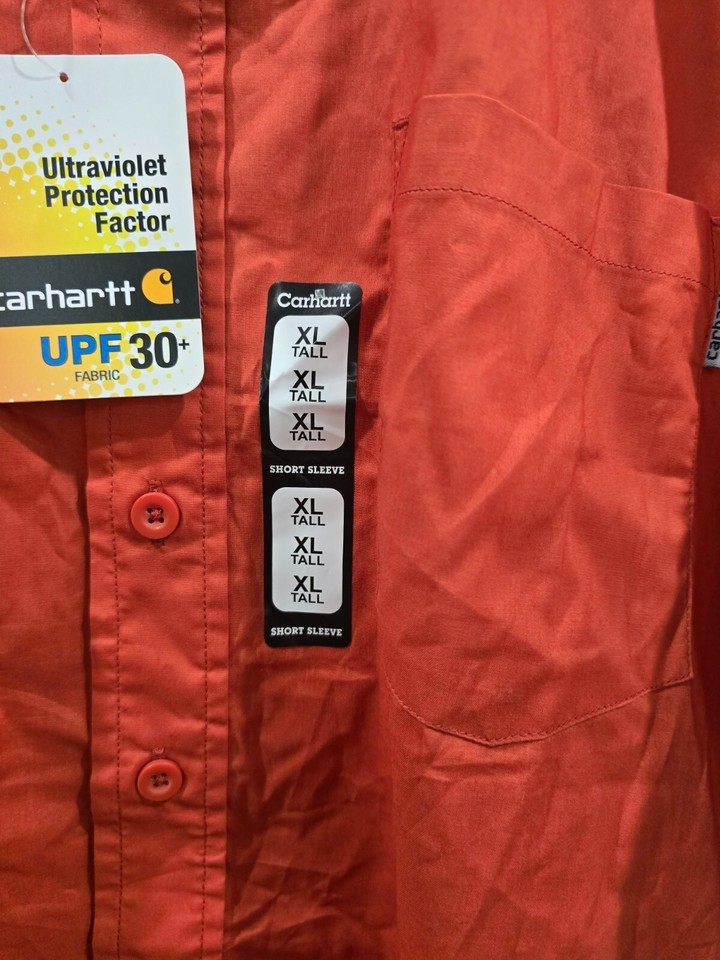 Ultraviolet
Protection
Factor
carhartt
UPF 30+
FABRIC
Carhartt
XL
TALL
XL
TALL
XL
TALL
SHORT SLEEVE
XL
TALL
XL
TALL
XL
TALL
SHORT SLEEVE
carhartt